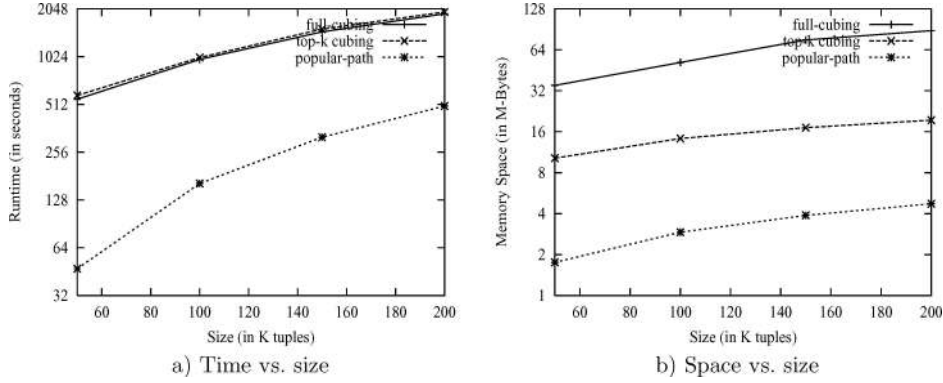 2048
1024
512
256
128
64
32
60
80
100
120
140
160
180
200
Runtime (in seconds)
Size (in K tuples)
full-cubing
top-k cubing
popular-path
a) Time vs. size
128
64
32
16
8
4
2
1
60
80
100
120
140
160
180
200
Memory Space (in M-Bytes)
Size (in K tuples)
full-cubing
top-k cubing
popular-path
b) Space vs. size